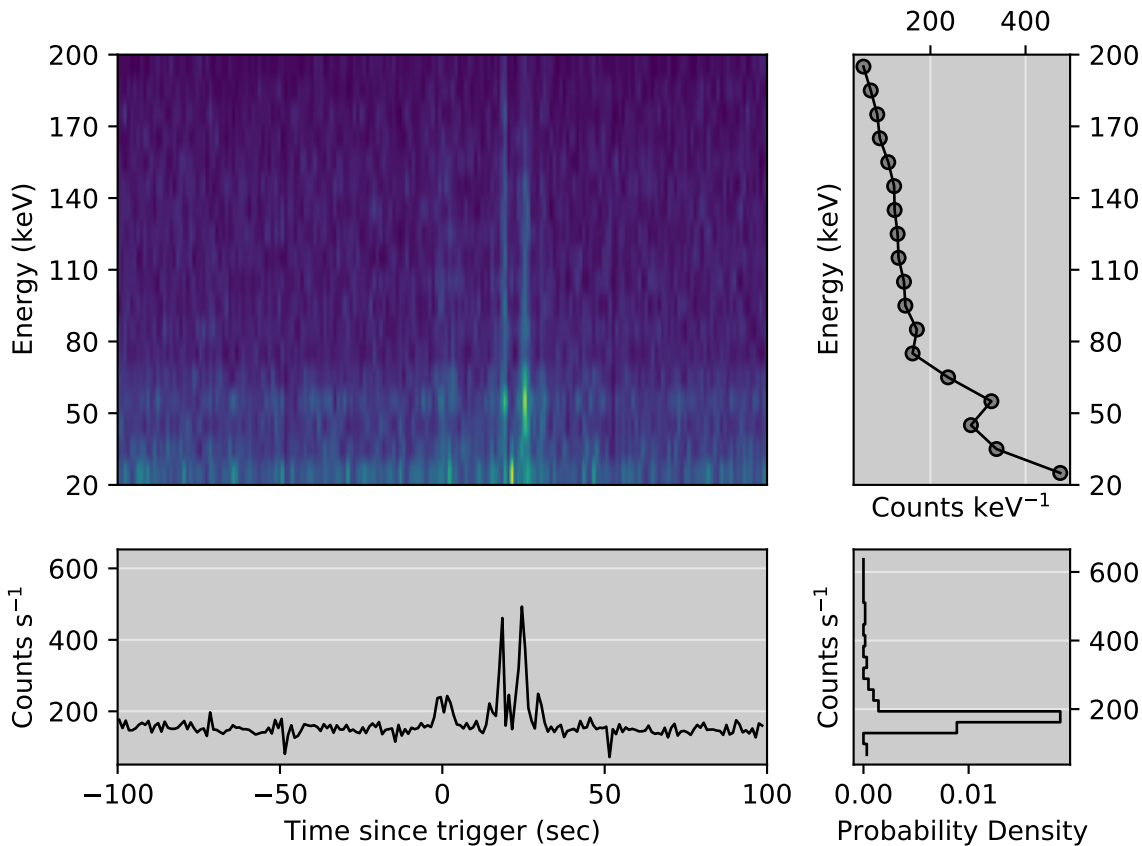 200 400
200
170
140
110
80
50
20
Energy (keV)
200
170
140
110
80
50
20
Energy (keV)
Counts keV⁻¹
600
400
200
Counts s⁻¹
−100 −50 0 50 100
Time since trigger (sec)
600
400
200
Counts s⁻¹
0.00 0.01
Probability Density